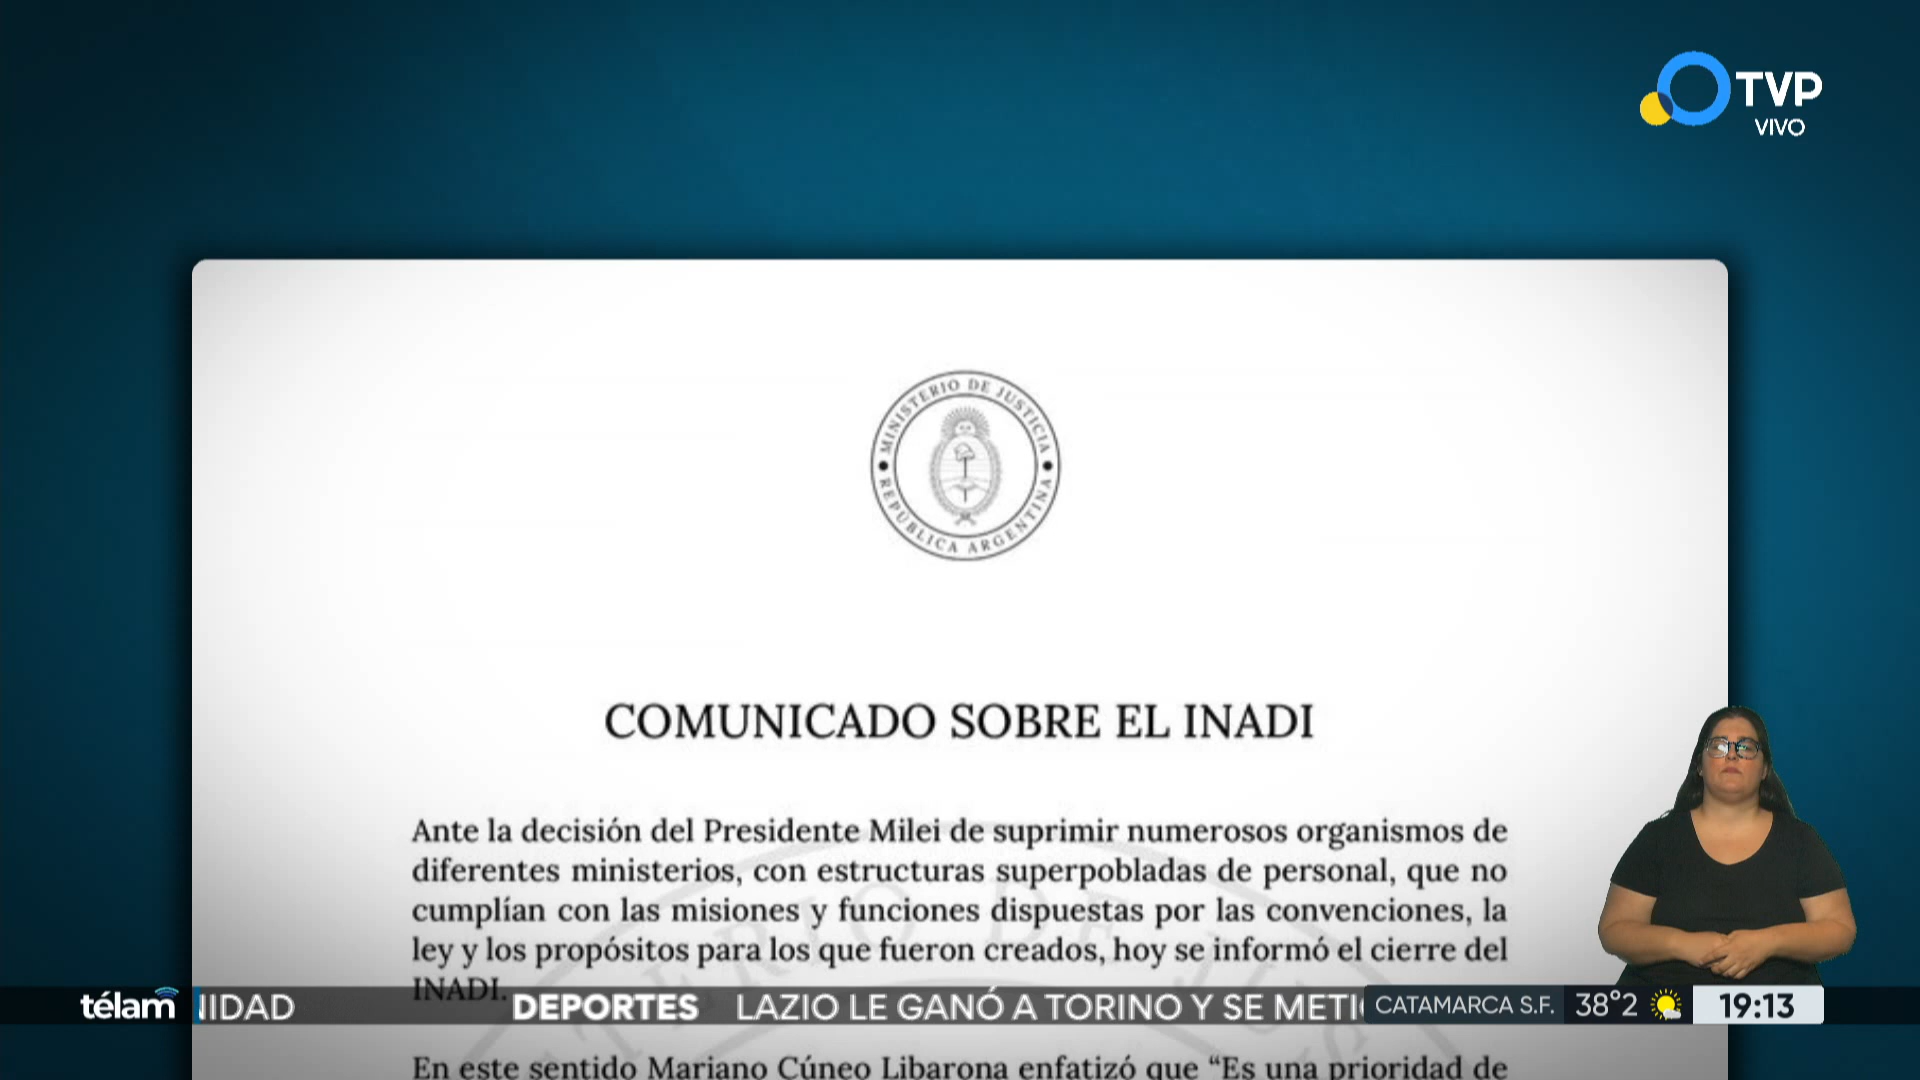 TVP
VIVO
MINISTERIO DE JUSTICIA
REPÚBLICA ARGENTINA
COMUNICADO SOBRE EL INADI
Ante la decisión del Presidente Milei de suprimir numerosos organismos de
diferentes ministerios, con estructuras superpobladas de personal, que no
cumplían con las misiones y funciones dispuestas por las convenciones, la
ley y los propósitos para los que fueron creados, hoy se informó el cierre del
INADI.
télam NIDAD DEPORTES LAZIO LE GANÓ A TORINO Y SE METI CATAMARCA S.F. 38°2 19:13
En este sentido Mariano Cúneo Libarona enfatizó que “Es una prioridad de